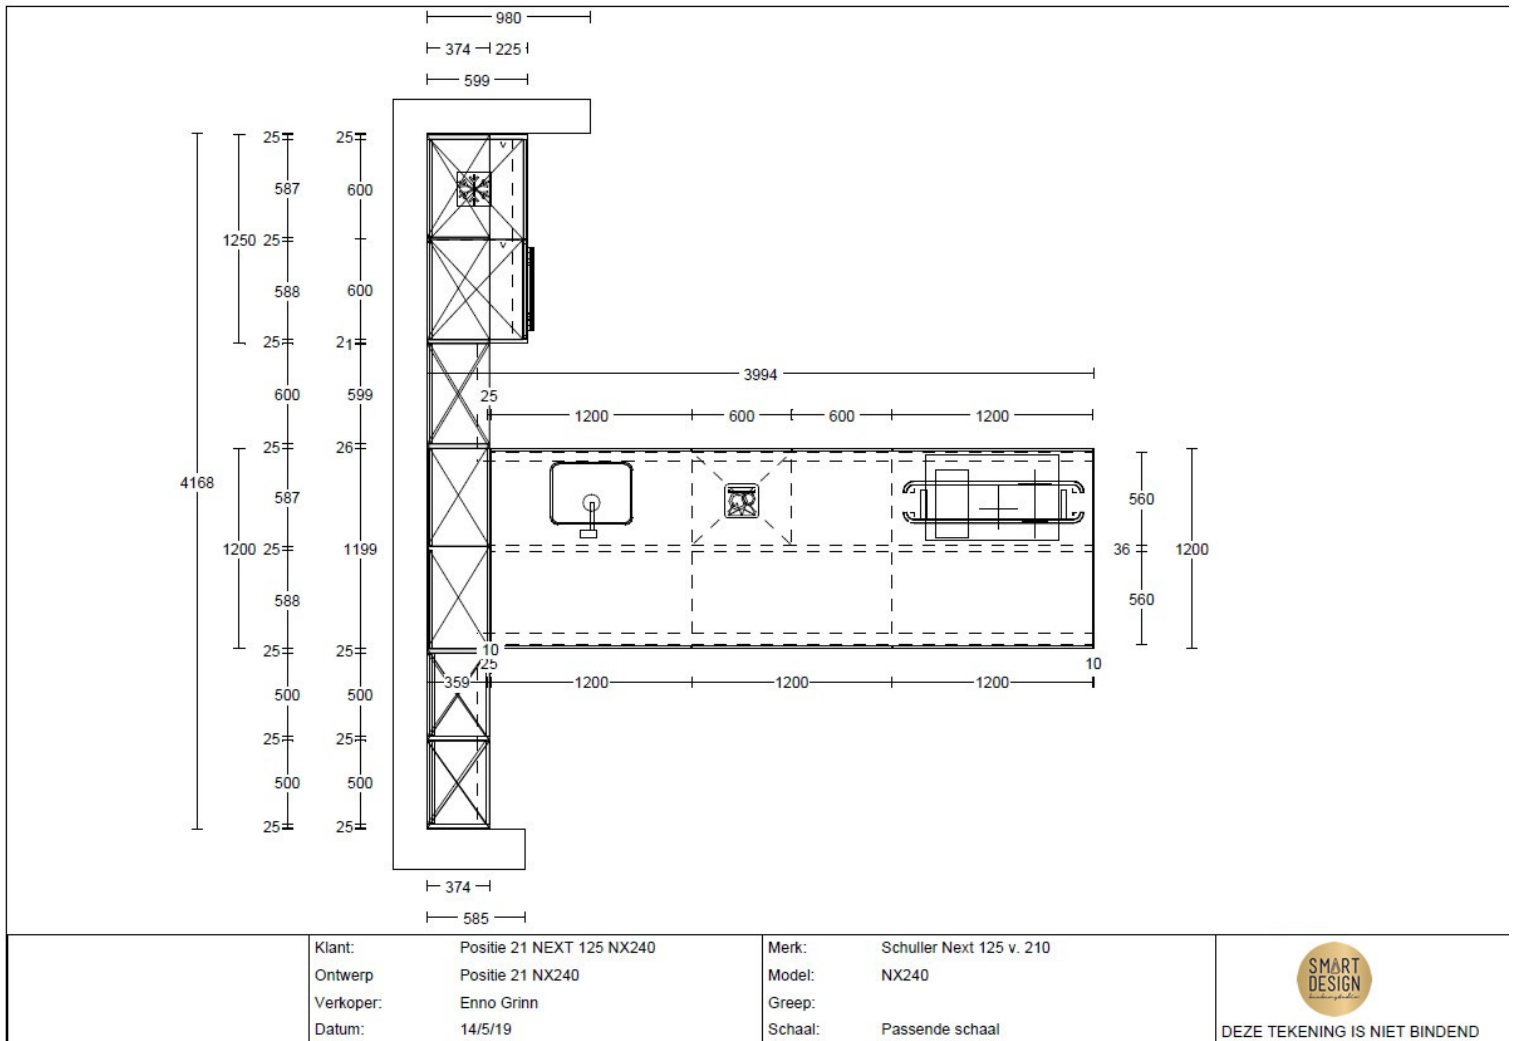 980
374 225
599
25 25
587 600
1250 25
588 600
25 21
3994
600 599 25
1200 600 600 1200
25 26
4168 587 560
1200 25 1199 36 1200
588 560
25 25 10
25 10
359 1200 1200 1200
500 500
25 25
500 500
25 25
374
585
Klant: Positie 21 NEXT 125 NX240 Merk: Schuller Next 125 v. 210
Ontwerp Positie 21 NX240 Model: NX240
Verkoper: Enno Grinn Greep:
Datum: 14/5/19 Schaal: Passende schaal
SMART
DESIGN
keukenstudio
DEZE TEKENING IS NIET BINDEND